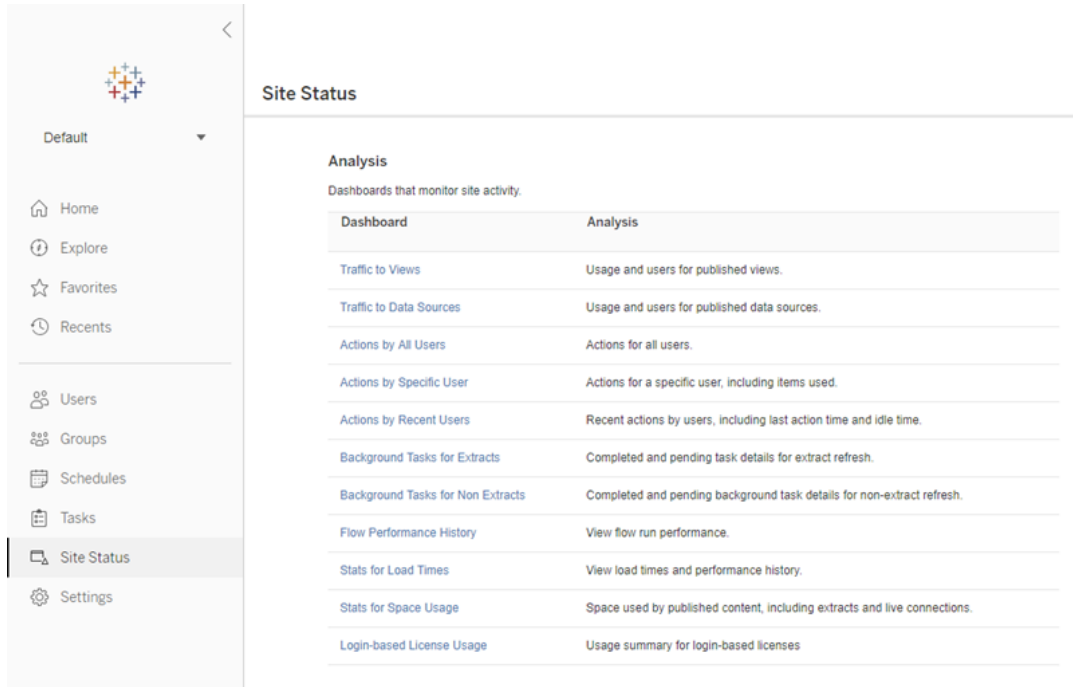 Default
Home
Explore
Favorites
Recents
Users
Groups
Schedules
Tasks
Site Status
Settings
Site Status
Analysis
Dashboards that monitor site activity.
Dashboard Analysis
Traffic to Views Usage and users for published views.
Traffic to Data Sources Usage and users for published data sources.
Actions by All Users Actions for all users.
Actions by Specific User Actions for a specific user, including items used.
Actions by Recent Users Recent actions by users, including last action time and idle time.
Background Tasks for Extracts Completed and pending task details for extract refresh.
Background Tasks for Non Extracts Completed and pending background task details for non-extract refresh.
Flow Performance History View flow run performance.
Stats for Load Times View load times and performance history.
Stats for Space Usage Space used by published content, including extracts and live connections.
Login-based License Usage Usage summary for login-based licenses